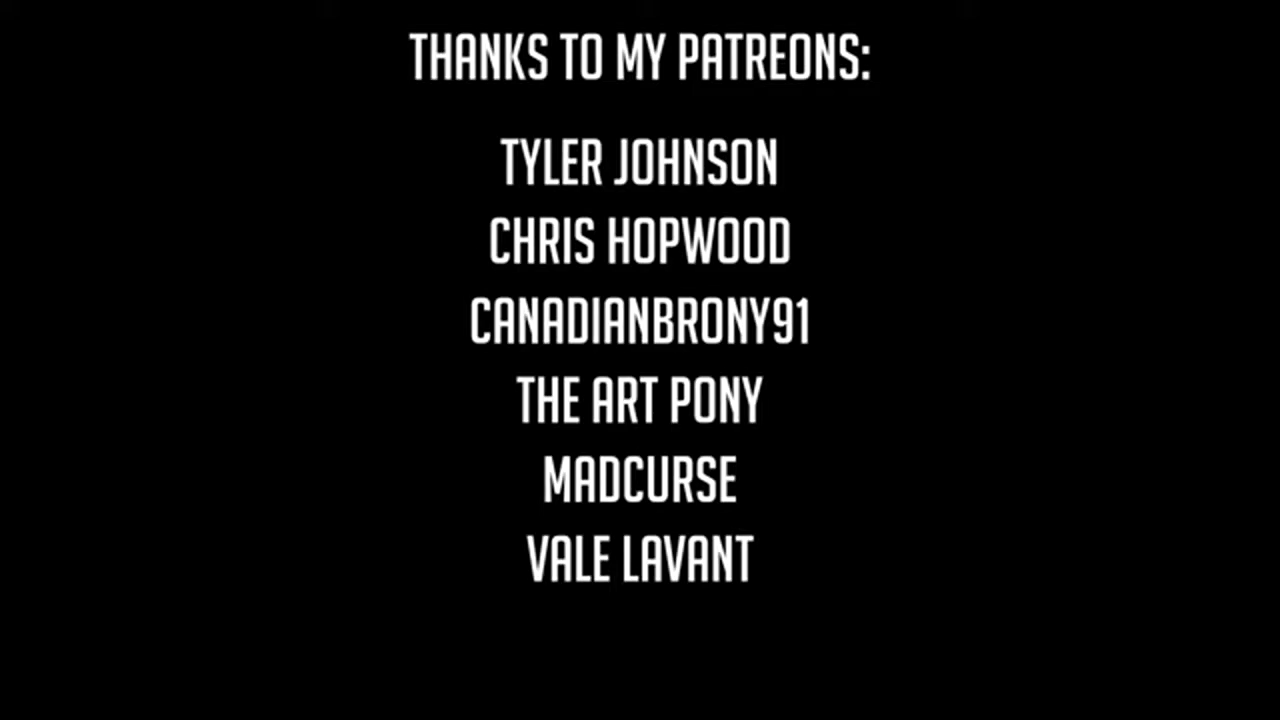 THANKS TO MY PATREONS:
TYLER JOHNSON
CHRIS HOPWOOD
CANADIANBRONY91
THE ART PONY
MADCURSE
VALE LAVANT